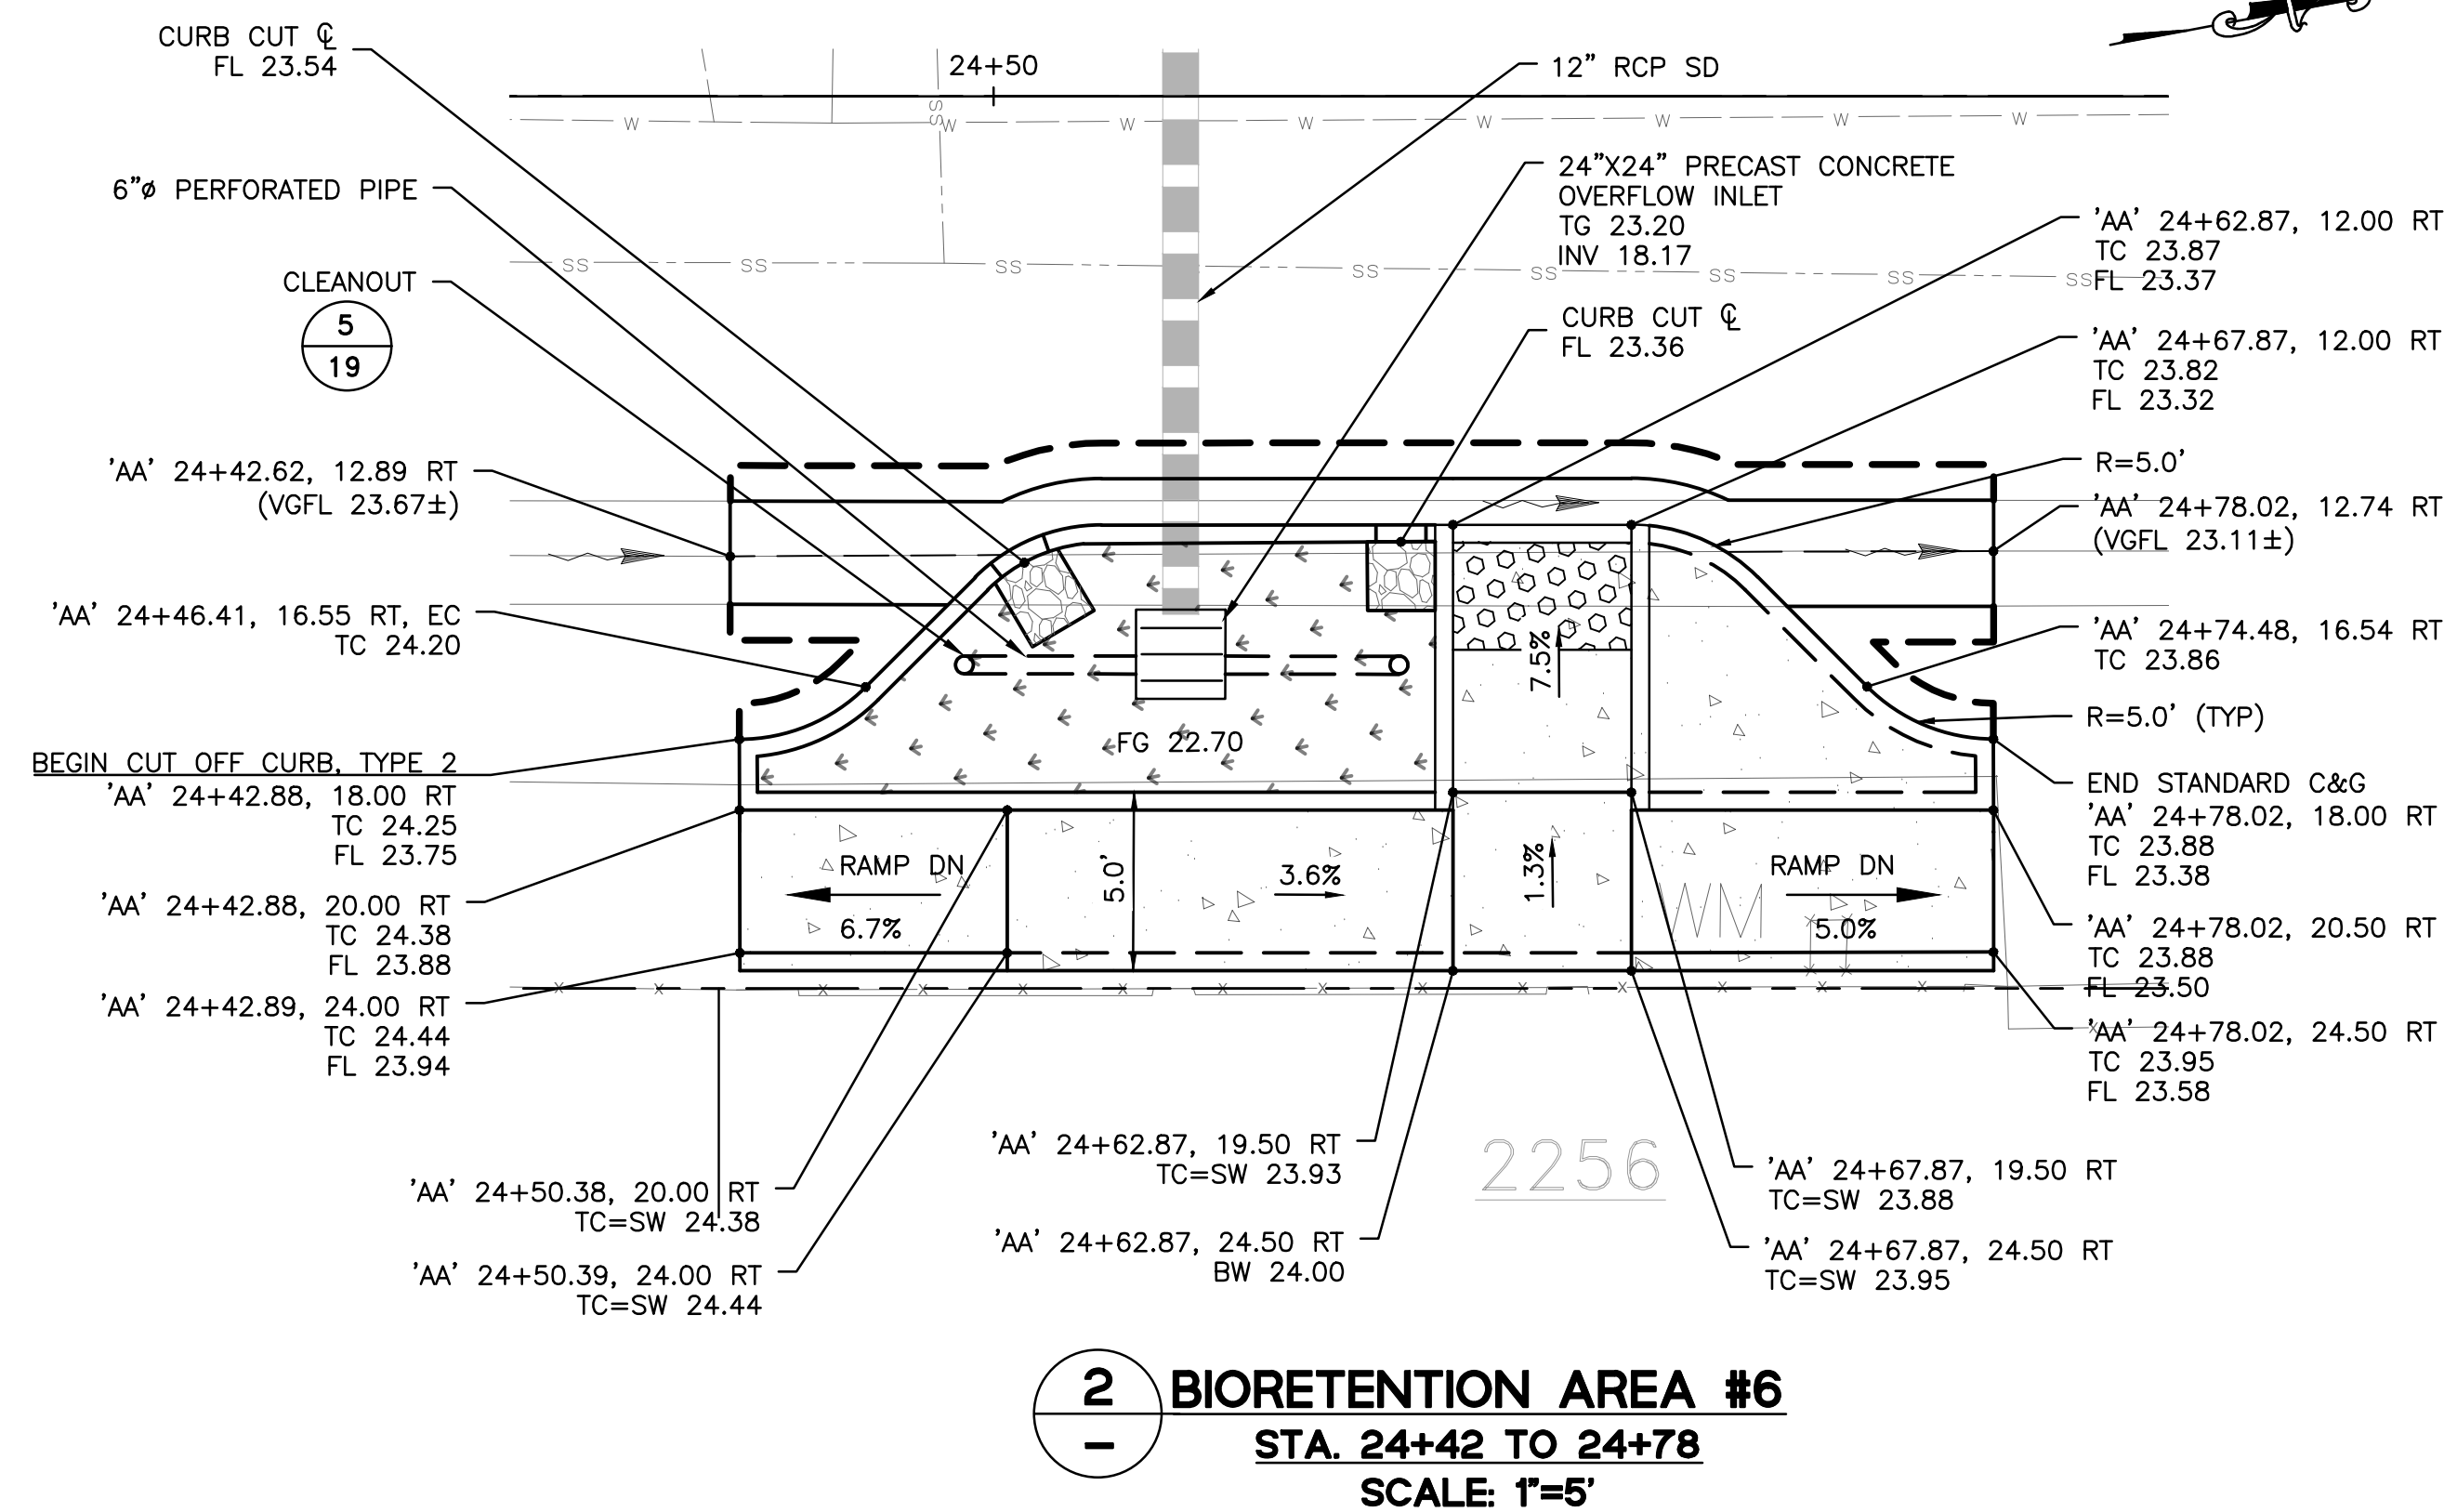 CURB CUT ℄
FL 23.54
24+50
12" RCP SD
6"ø PERFORATED PIPE
24"X24" PRECAST CONCRETE
OVERFLOW INLET
TG 23.20
INV 18.17
CLEANOUT
5
19
CURB CUT ℄
FL 23.36
SS
W W W W W W W W
W
SS SS SS SS SS SS SS SS
'AA' 24+62.87, 12.00 RT
TC 23.87
FL 23.37
'AA' 24+67.87, 12.00 RT
TC 23.82
FL 23.32
'AA' 24+42.62, 12.89 RT
(VGFL 23.67±)
R=5.0'
'AA' 24+78.02, 12.74 RT
(VGFL 23.11±)
'AA' 24+46.41, 16.55 RT, EC
TC 24.20
'AA' 24+74.48, 16.54 RT
TC 23.86
7.5%
R=5.0' (TYP)
FG 22.70
BEGIN CUT OFF CURB, TYPE 2
'AA' 24+42.88, 18.00 RT
TC 24.25
FL 23.75
END STANDARD C&G
'AA' 24+78.02, 18.00 RT
TC 23.88
FL 23.38
'AA' 24+42.88, 20.00 RT
TC 24.38
FL 23.88
RAMP DN
6.7%
5.0'
3.6%
1.3%
WM
RAMP DN
5.0%
'AA' 24+78.02, 20.50 RT
TC 23.88
FL 23.50
'AA' 24+42.89, 24.00 RT
TC 24.44
FL 23.94
X X X X X X X X X X X X X X
'AA' 24+78.02, 24.50 RT
TC 23.95
FL 23.58
'AA' 24+50.38, 20.00 RT
TC=SW 24.38
'AA' 24+50.39, 24.00 RT
TC=SW 24.44
'AA' 24+62.87, 19.50 RT
TC=SW 23.93
'AA' 24+62.87, 24.50 RT
BW 24.00
2256
'AA' 24+67.87, 19.50 RT
TC=SW 23.88
'AA' 24+67.87, 24.50 RT
TC=SW 23.95
2
–
BIORETENTION AREA #6
STA. 24+42 TO 24+78
SCALE: 1"=5'